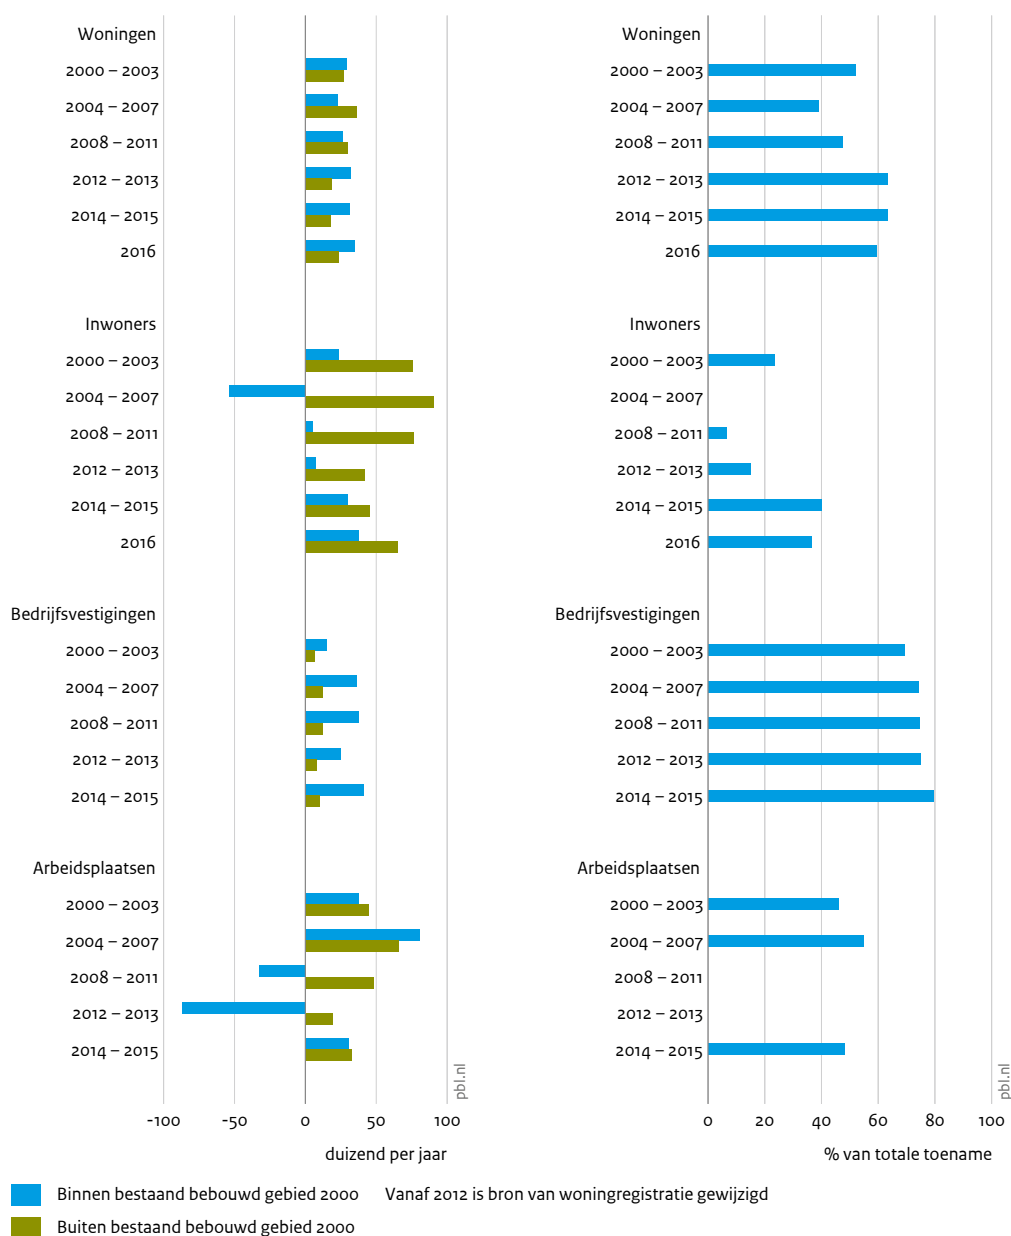 Woningen
2000 – 2003
2004 – 2007
2008 – 2011
2012 – 2013
2014 – 2015
2016
Inwoners
2000 – 2003
2004 – 2007
2008 – 2011
2012 – 2013
2014 – 2015
2016
Bedrijfsvestigingen
2000 – 2003
2004 – 2007
2008 – 2011
2012 – 2013
2014 – 2015
Arbeidsplaatsen
2000 – 2003
2004 – 2007
2008 – 2011
2012 – 2013
2014 – 2015
-100 -50 0 50 100
duizend per jaar
pbl.nl
Woningen
2000 – 2003
2004 – 2007
2008 – 2011
2012 – 2013
2014 – 2015
2016
Inwoners
2000 – 2003
2004 – 2007
2008 – 2011
2012 – 2013
2014 – 2015
2016
Bedrijfsvestigingen
2000 – 2003
2004 – 2007
2008 – 2011
2012 – 2013
2014 – 2015
Arbeidsplaatsen
2000 – 2003
2004 – 2007
2008 – 2011
2012 – 2013
2014 – 2015
0 20 40 60 80 100
% van totale toename
pbl.nl
Binnen bestaand bebouwd gebied 2000
Vanaf 2012 is bron van woningregistratie gewijzigd
Buiten bestaand bebouwd gebied 2000